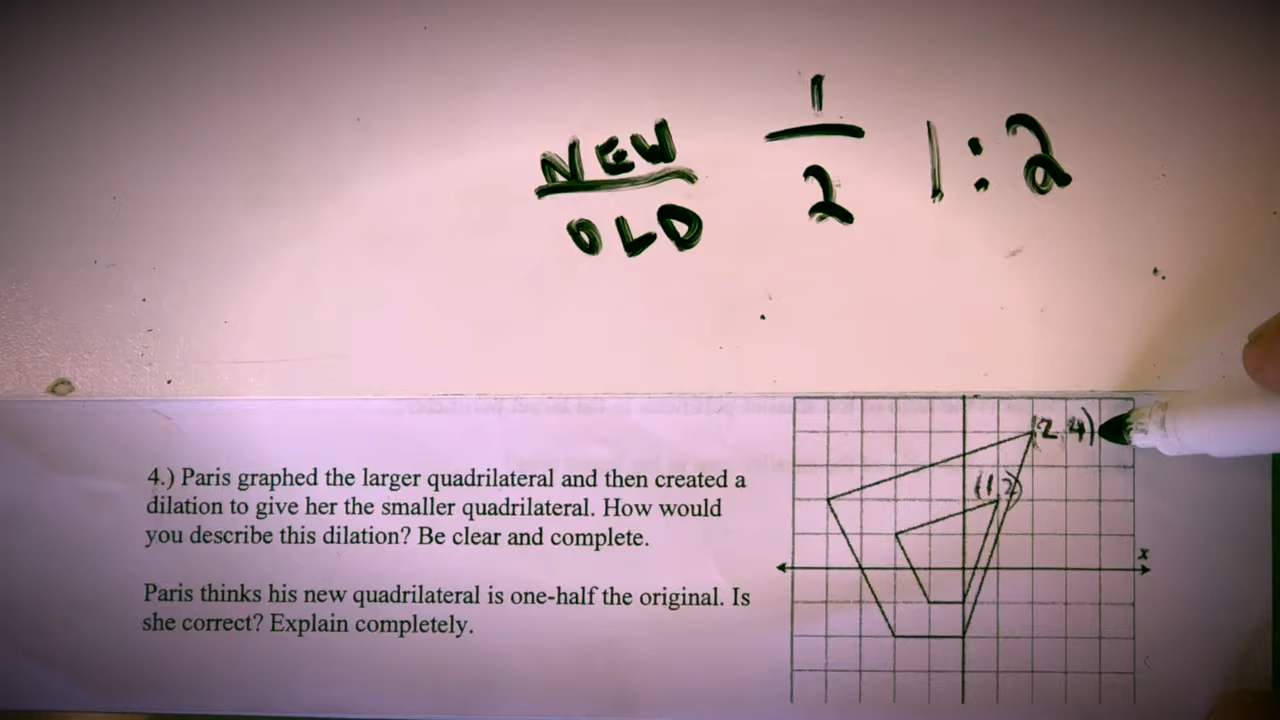 NEW 1 1:2
OLD 2
4.) Paris graphed the larger quadrilateral and then created a
dilation to give her the smaller quadrilateral. How would
you describe this dilation? Be clear and complete.
Paris thinks his new quadrilateral is one-half the original. Is
she correct? Explain completely.
(2,4)
(1,2)
x